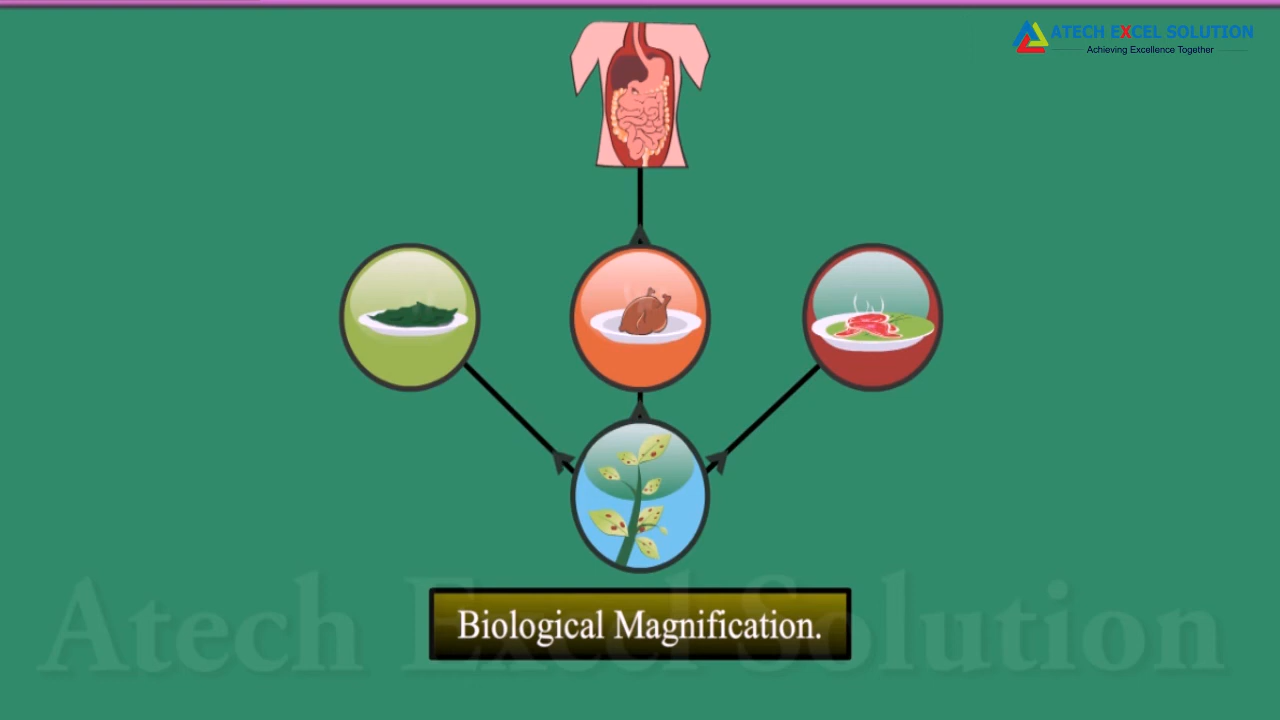 ATECH EXCEL SOLUTION
Achieving Excellence Together
Biological Magnification.
Atech Excel Solution